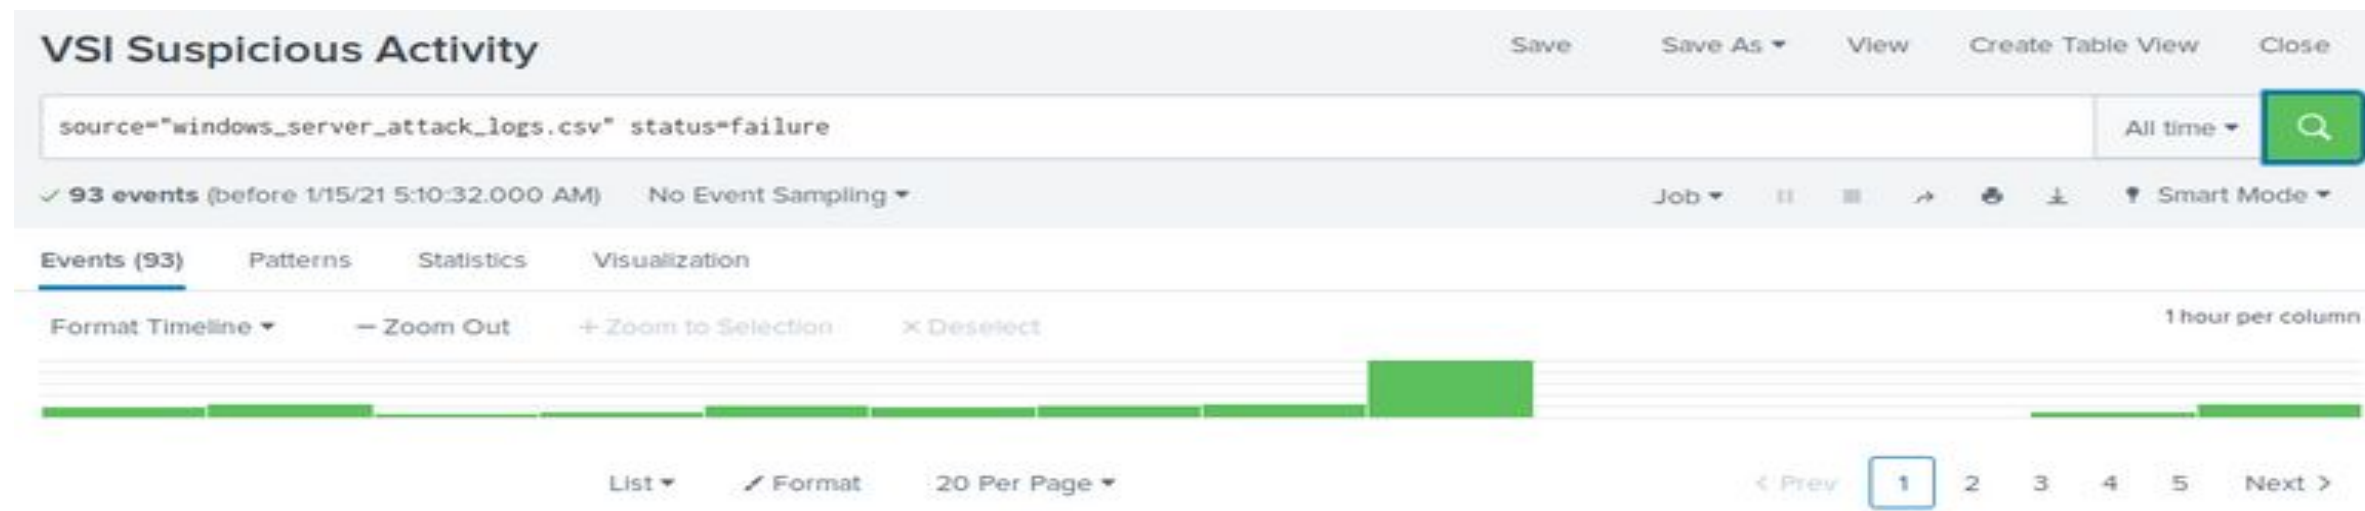 VSI Suspicious Activity Save Save As View Create Table View Close
source="windows_server_attack_logs.csv" status=failure All time
93 events (before 1/15/21 5:10:32.000 AM) No Event Sampling Job Smart Mode
Events (93) Patterns Statistics Visualization
Format Timeline — Zoom Out + Zoom to Selection × Deselect 1 hour per column
List Format 20 Per Page < Prev 1 2 3 4 5 Next >